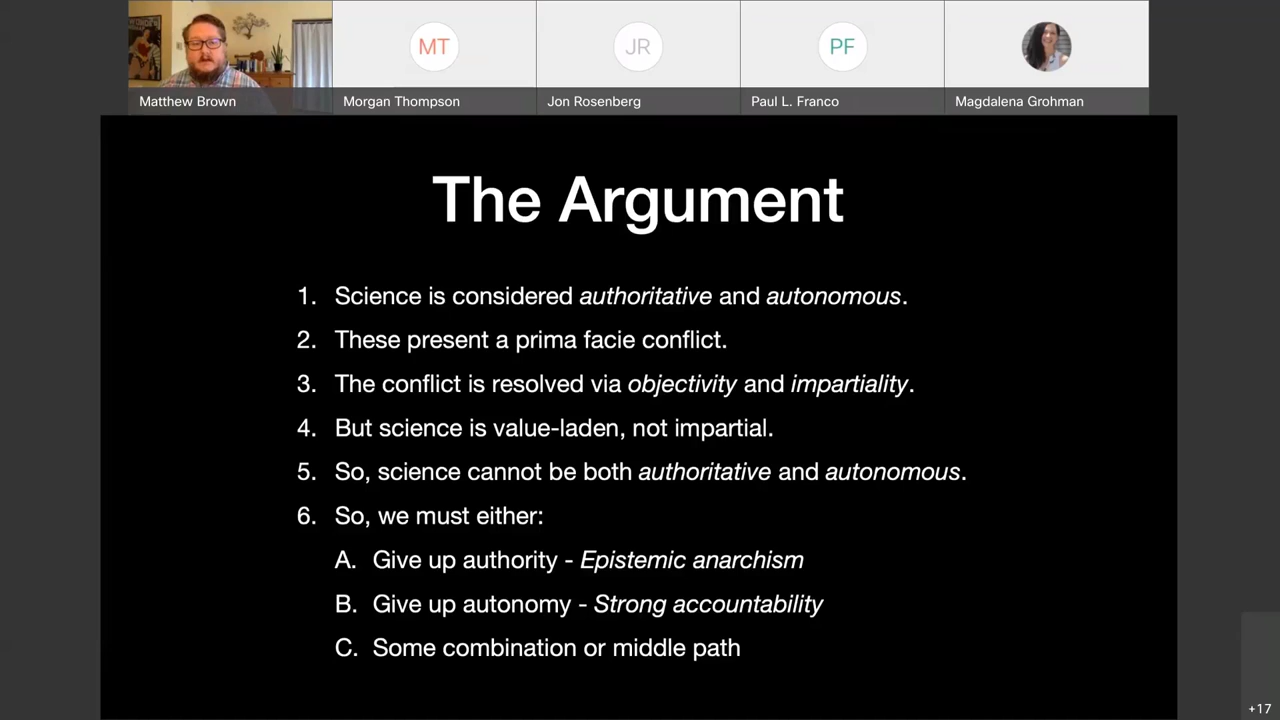 MT
JR
PF
Matthew Brown
Morgan Thompson
Jon Rosenberg
Paul L. Franco
Magdalena Grohman
The Argument
1. Science is considered authoritative and autonomous.
2. These present a prima facie conflict.
3. The conflict is resolved via objectivity and impartiality.
4. But science is value-laden, not impartial.
5. So, science cannot be both authoritative and autonomous.
6. So, we must either:
A. Give up authority - Epistemic anarchism
B. Give up autonomy - Strong accountability
C. Some combination or middle path
+17